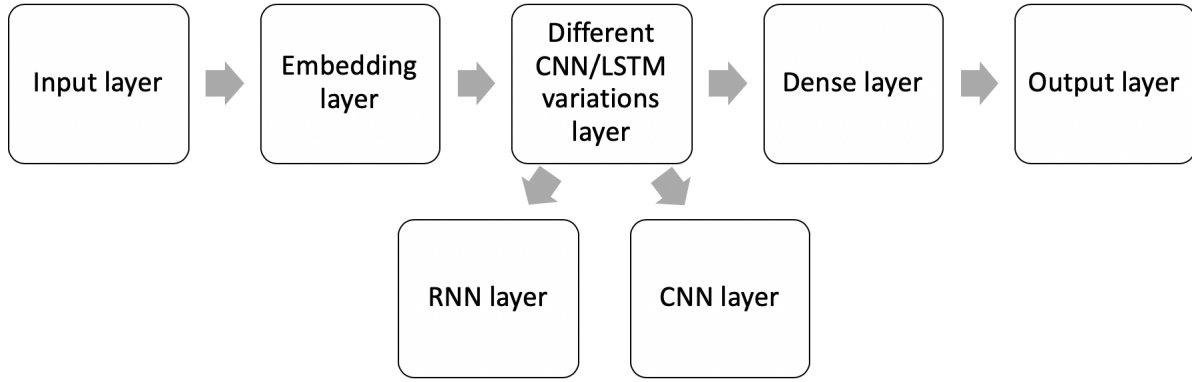 Input layer
Embedding
layer
Different
CNN/LSTM
variations
layer
Dense layer
Output layer
RNN layer
CNN layer